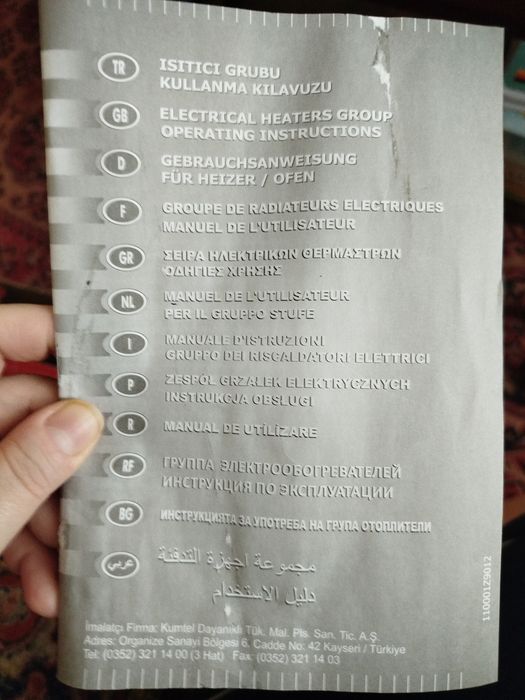 TR ISITICI GRUBU
KULLANMA KILAVUZU
GB ELECTRICAL HEATERS GROUP
OPERATING INSTRUCTIONS
D GEBRAUCHSANWEISUNG
FÜR HEIZER / OFEN
F GROUPE DE RADIATEURS ELECTRIQUES
MANUEL DE L'UTILISATEUR
GR ΣΕΙΡΑ ΗΛΕΚΤΡΙΚΩΝ ΘΕΡΜΑΣΤΡΩΝ
ΟΔΗΓΙΕΣ ΧΡΗΣΗΣ
NL MANUEL DE L'UTILISATEUR
PER IL GRUPPO STUFE
I MANUALE D'ISTRUZIONI
GRUPPO DEI RISCALDATORI ELETTRICI
P ZESPÓŁ GRZAŁEK ELEKTRYCZNYCH
INSTRUKCJA OBSŁUGI
R MANUAL DE UTİLİZARE
RF ГРУППА ЭЛЕКТРООБОГРЕВАТЕЛЕЙ
ИНСТРУКЦИЯ ПО ЭКСПЛУАТАЦИИ
BG ИНСТРУКЦИЯТА ЗА УПОТРЕБА НА ГРУПА ОТОПЛИТЕЛИ
عربي مجموعة اجهزة التدفئة
دليل الاستخدام
İmalatçı Firma: Kumtel Dayanıklı Tük. Mal. Pls. San. Tic. A.Ş.
Adres: Organize Sanayi Bölgesi 6. Cadde No: 42 Kayseri / Türkiye
Tel: (0352) 321 14 00 (3 Hat) Fax: (0352) 321 14 03
11000129012